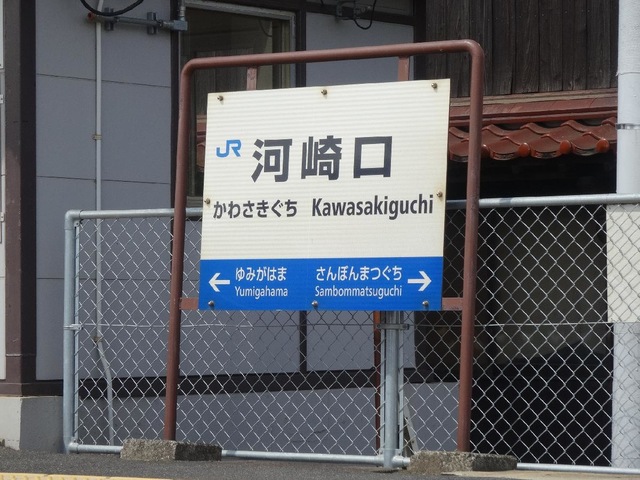 JR 河崎口
かわさきぐち Kawasakiguchi
← ゆみがはま さんぼんまつぐち →
Yumigahama Sambommatsuguchi